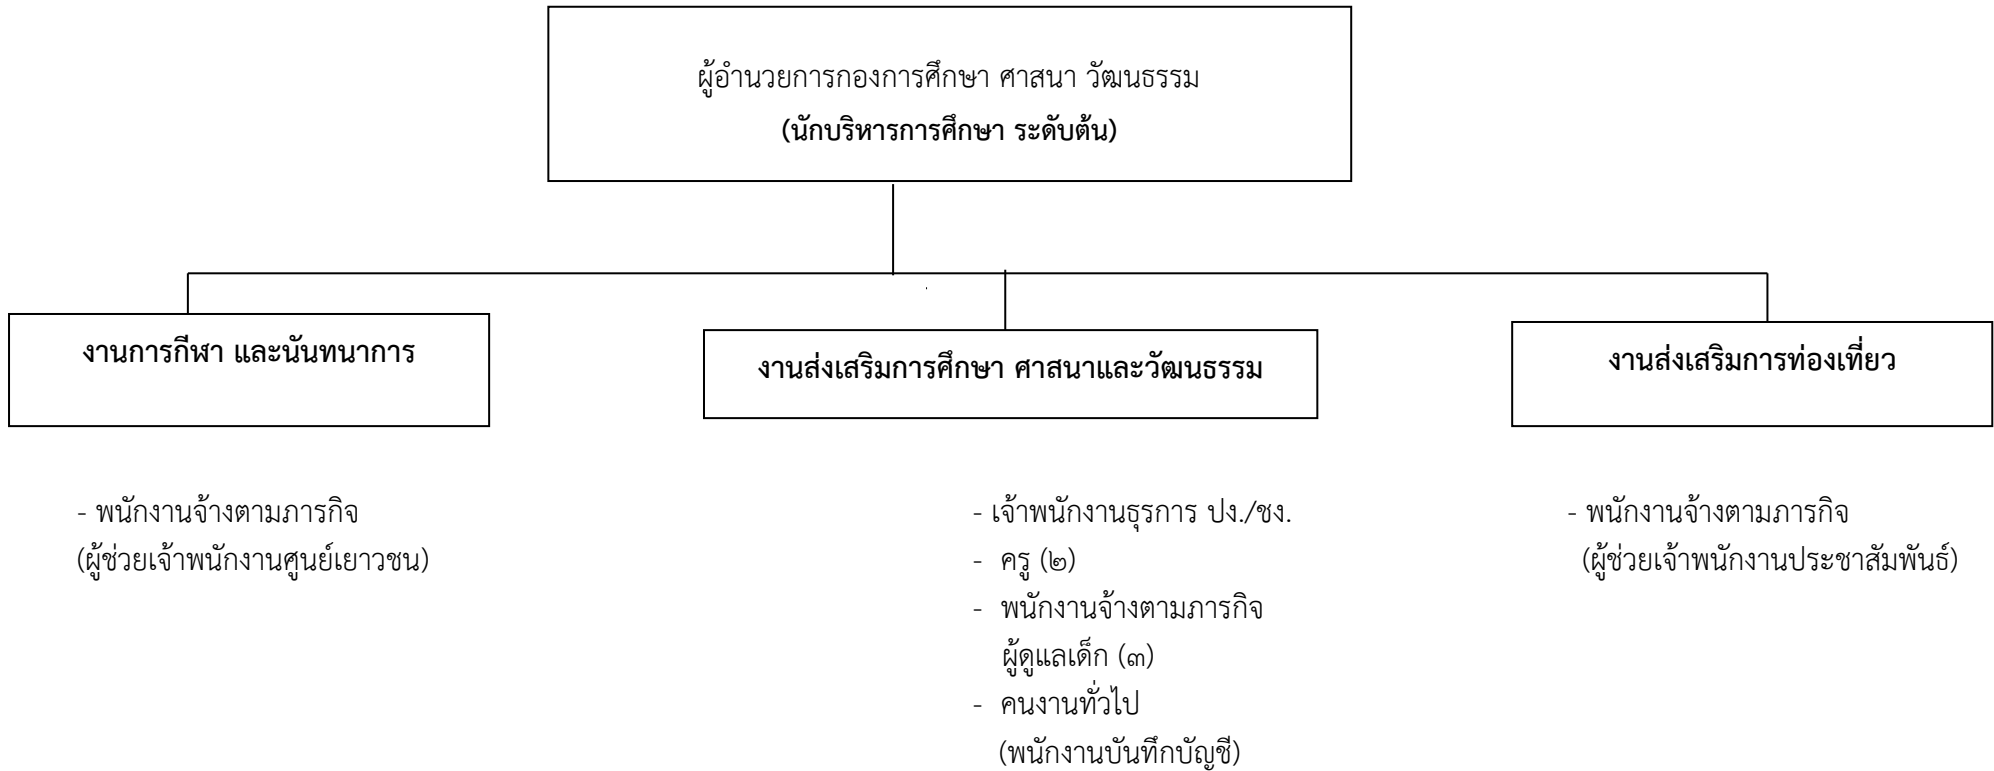 ผู้อำนวยการกองการศึกษา ศาสนา วัฒนธรรม
(นักบริหารการศึกษา ระดับต้น)
งานการกีฬา และนันทนาการ
งานส่งเสริมการศึกษา ศาสนาและวัฒนธรรม
งานส่งเสริมการท่องเที่ยว
- พนักงานจ้างตามภารกิจ
(ผู้ช่วยเจ้าพนักงานศูนย์เยาวชน)
- เจ้าพนักงานธุรการ ปง./ชง.
- ครู (๒)
- พนักงานจ้างตามภารกิจ
ผู้ดูแลเด็ก (๓)
- คนงานทั่วไป
(พนักงานบันทึกบัญชี)
- พนักงานจ้างตามภารกิจ
(ผู้ช่วยเจ้าพนักงานประชาสัมพันธ์)